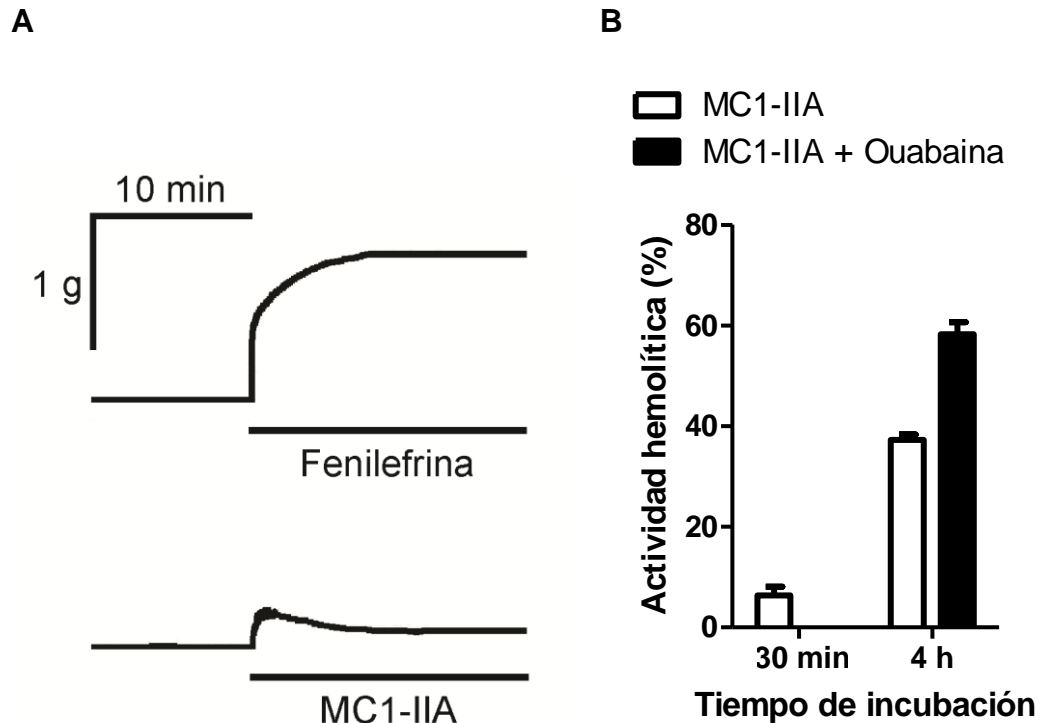 A
10 min
1 g
Fenilefrina
MC1-IIA
B
MC1-IIA
MC1-IIA + Ouabaina
Actividad hemolítica (%)
80
60
40
20
0
30 min
4 h
Tiempo de incubación